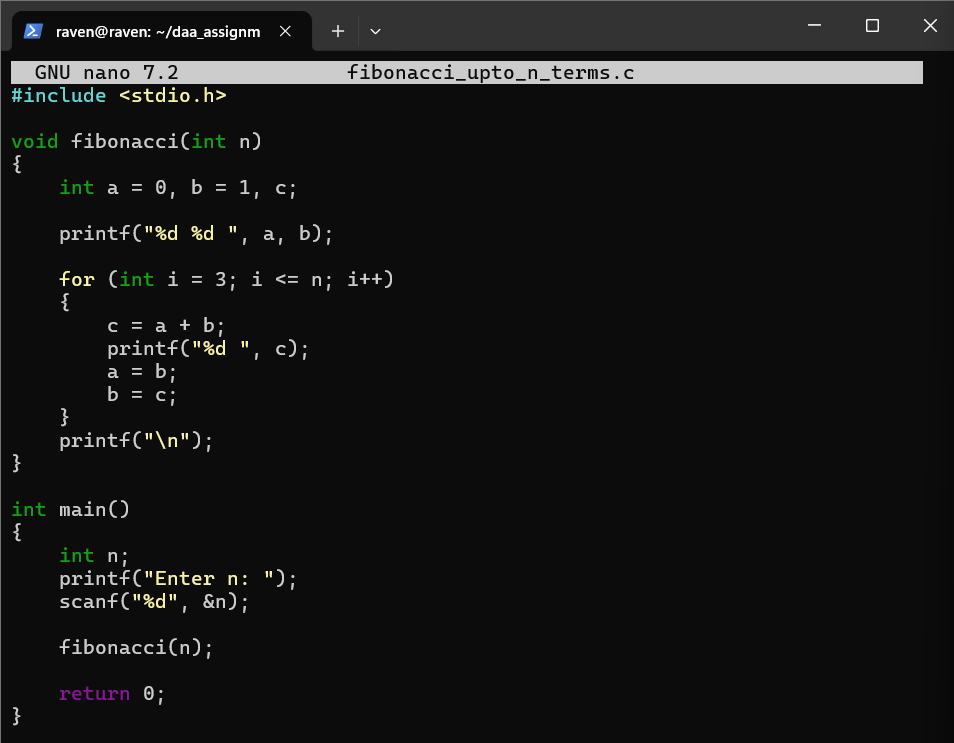 raven@raven: ~/daa_assignm
GNU nano 7.2 fibonacci_upto_n_terms.c
#include <stdio.h>

void fibonacci(int n)
{
    int a = 0, b = 1, c;

    printf("%d %d ", a, b);

    for (int i = 3; i <= n; i++)
    {
        c = a + b;
        printf("%d ", c);
        a = b;
        b = c;
    }
    printf("\n");
}

int main()
{
    int n;
    printf("Enter n: ");
    scanf("%d", &n);

    fibonacci(n);

    return 0;
}